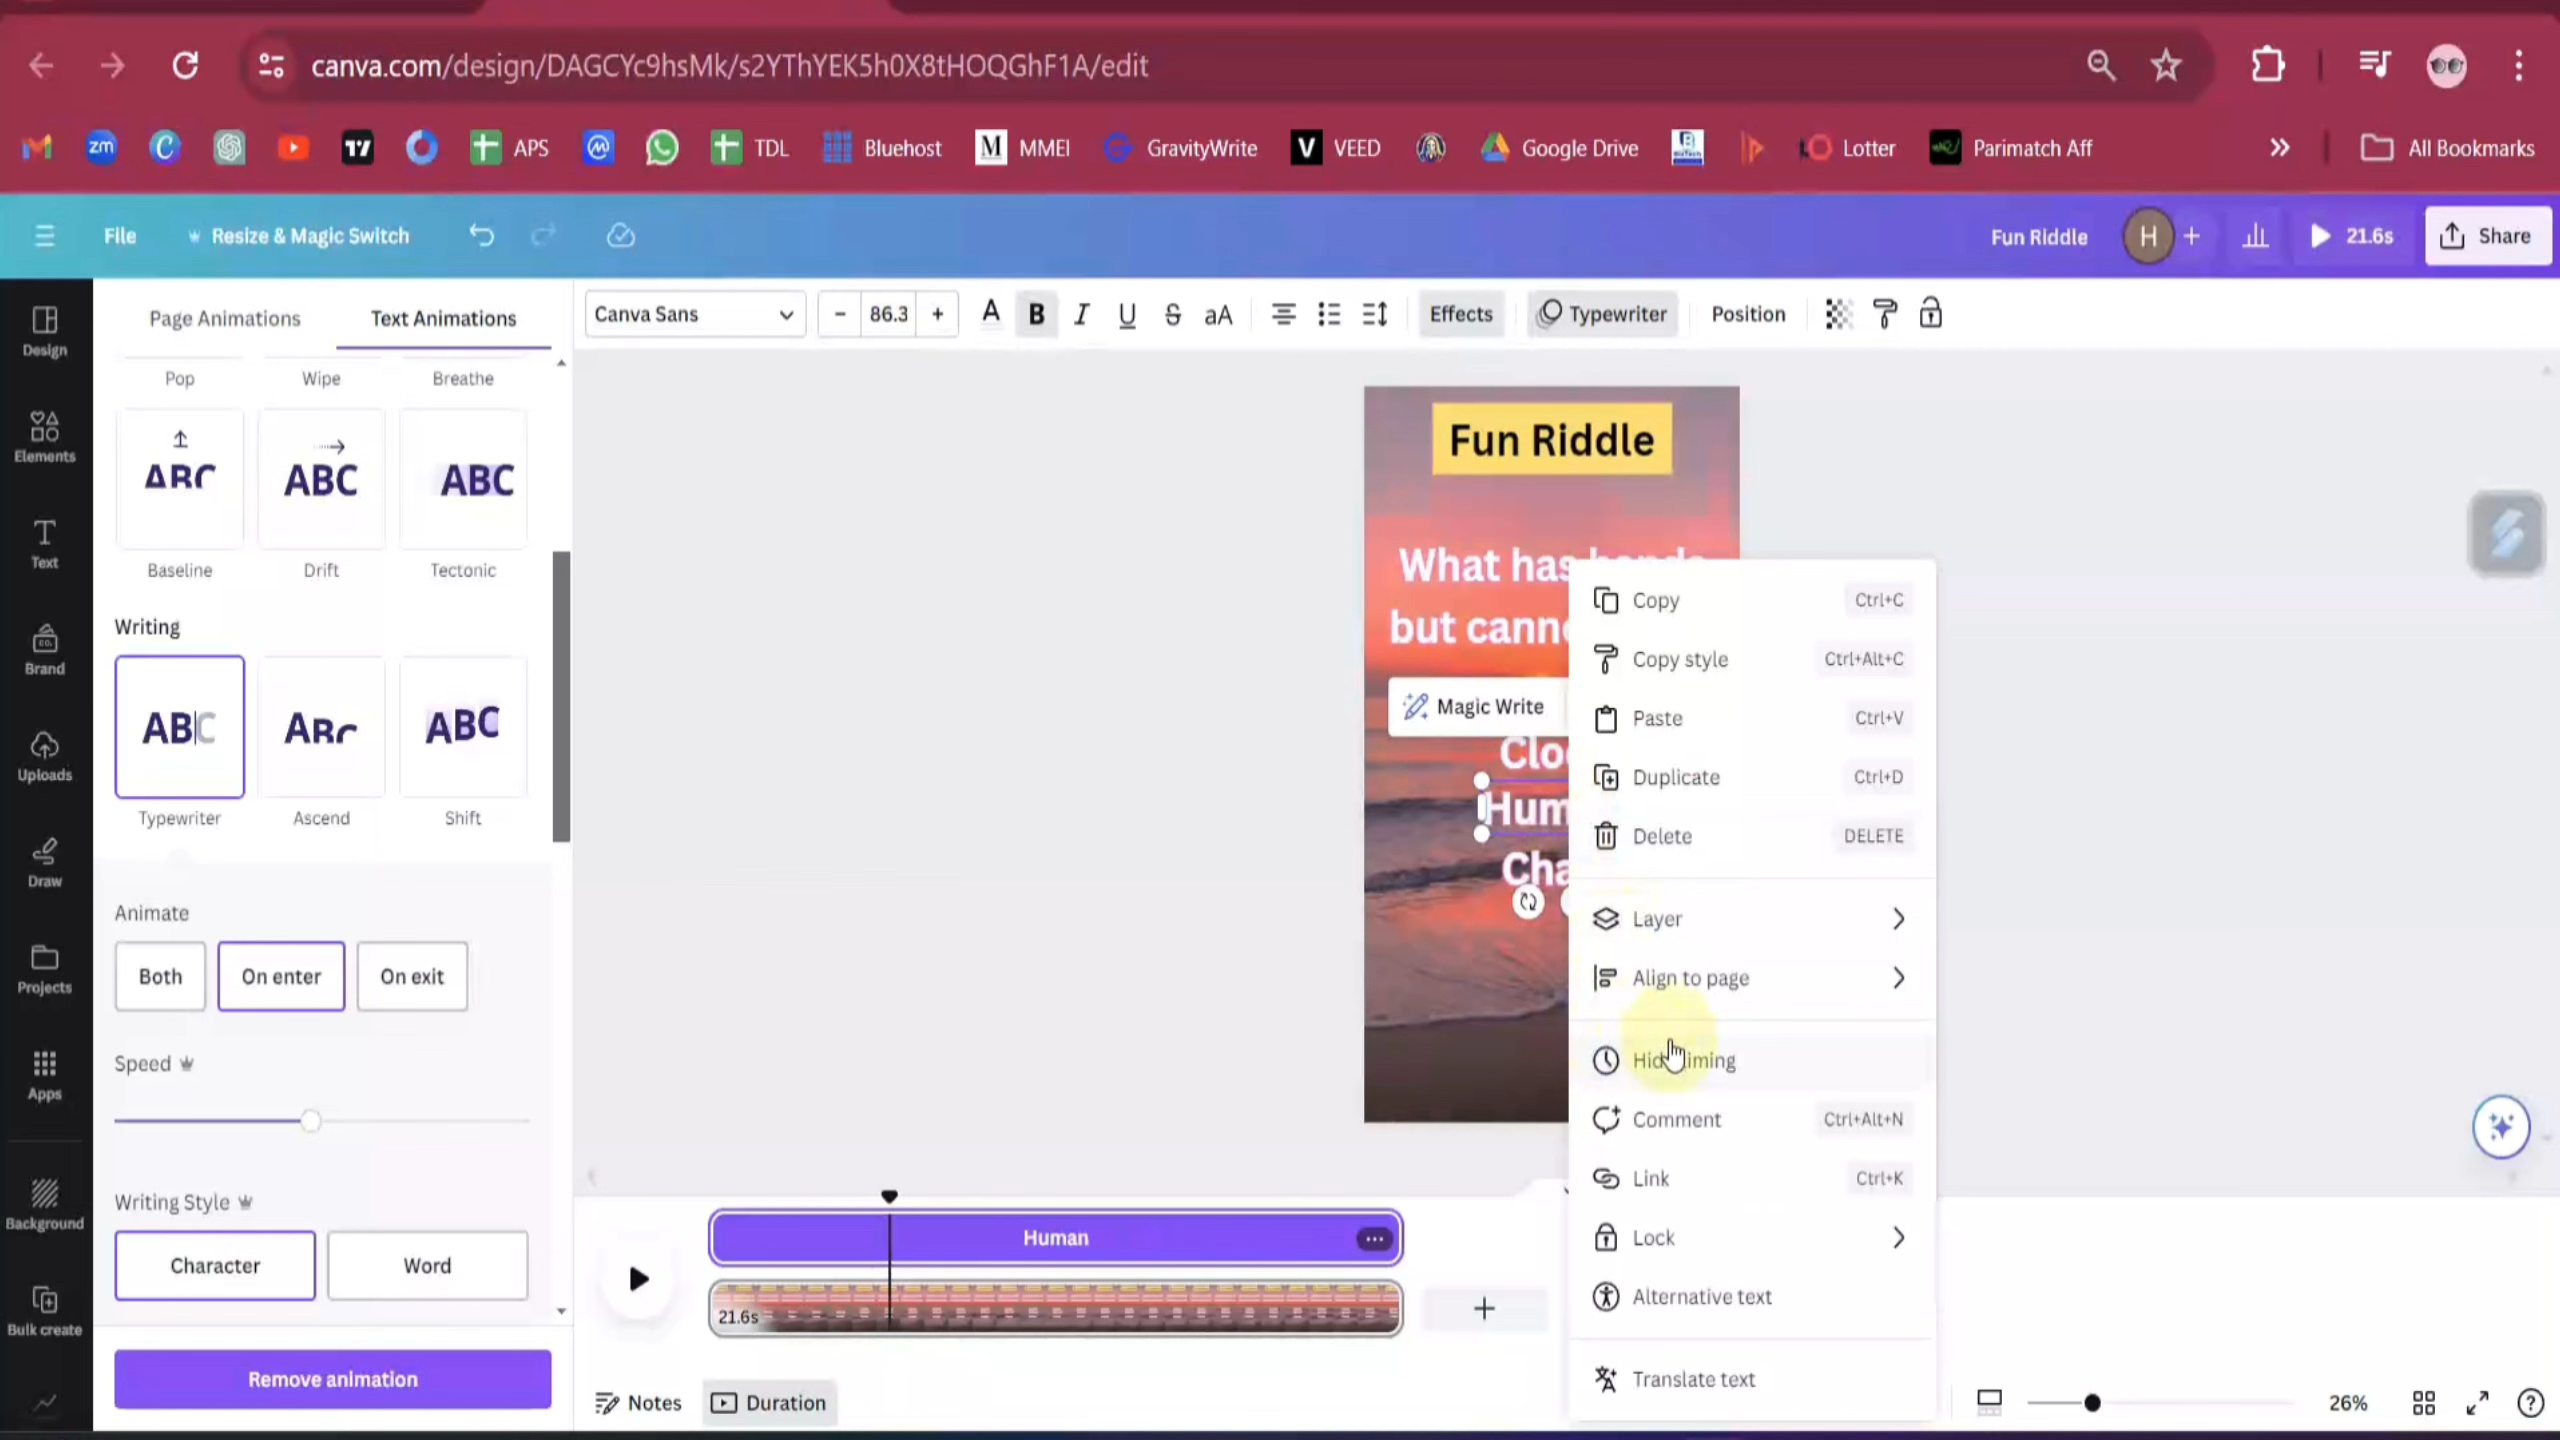 canva.com/design/DAGCYc9hsMk/s2YThYEK5h0X8tHOQGhF1A/edit
APS
TDL
Bluehost
MMEI
GravityWrite
VEED
Google Drive
Lotter
Parimatch Aff
All Bookmarks
File
Resize & Magic Switch
Fun Riddle
H
21.6s
Share
Design
Elements
Text
Brand
Uploads
Draw
Projects
Apps
Background
Bulk create
Page Animations
Text Animations
Pop
Wipe
Breathe
ABC
ABC
ABC
Baseline
Drift
Tectonic
Writing
ABC
ABC
ABC
Typewriter
Ascend
Shift
Animate
Both
On enter
On exit
Speed
Writing Style
Character
Word
Remove animation
Canva Sans
86.3
A
B
I
U
S
aA
Effects
Typewriter
Position
Fun Riddle
What has
but
Magic Write
Copy Ctrl+C
Copy style Ctrl+Alt+C
Paste Ctrl+V
Duplicate Ctrl+D
Delete DELETE
Layer
Align to page
Comment Ctrl+Alt+N
Link Ctrl+K
Lock
Alternative text
Translate text
Human
21.6s
Notes
Duration
26%